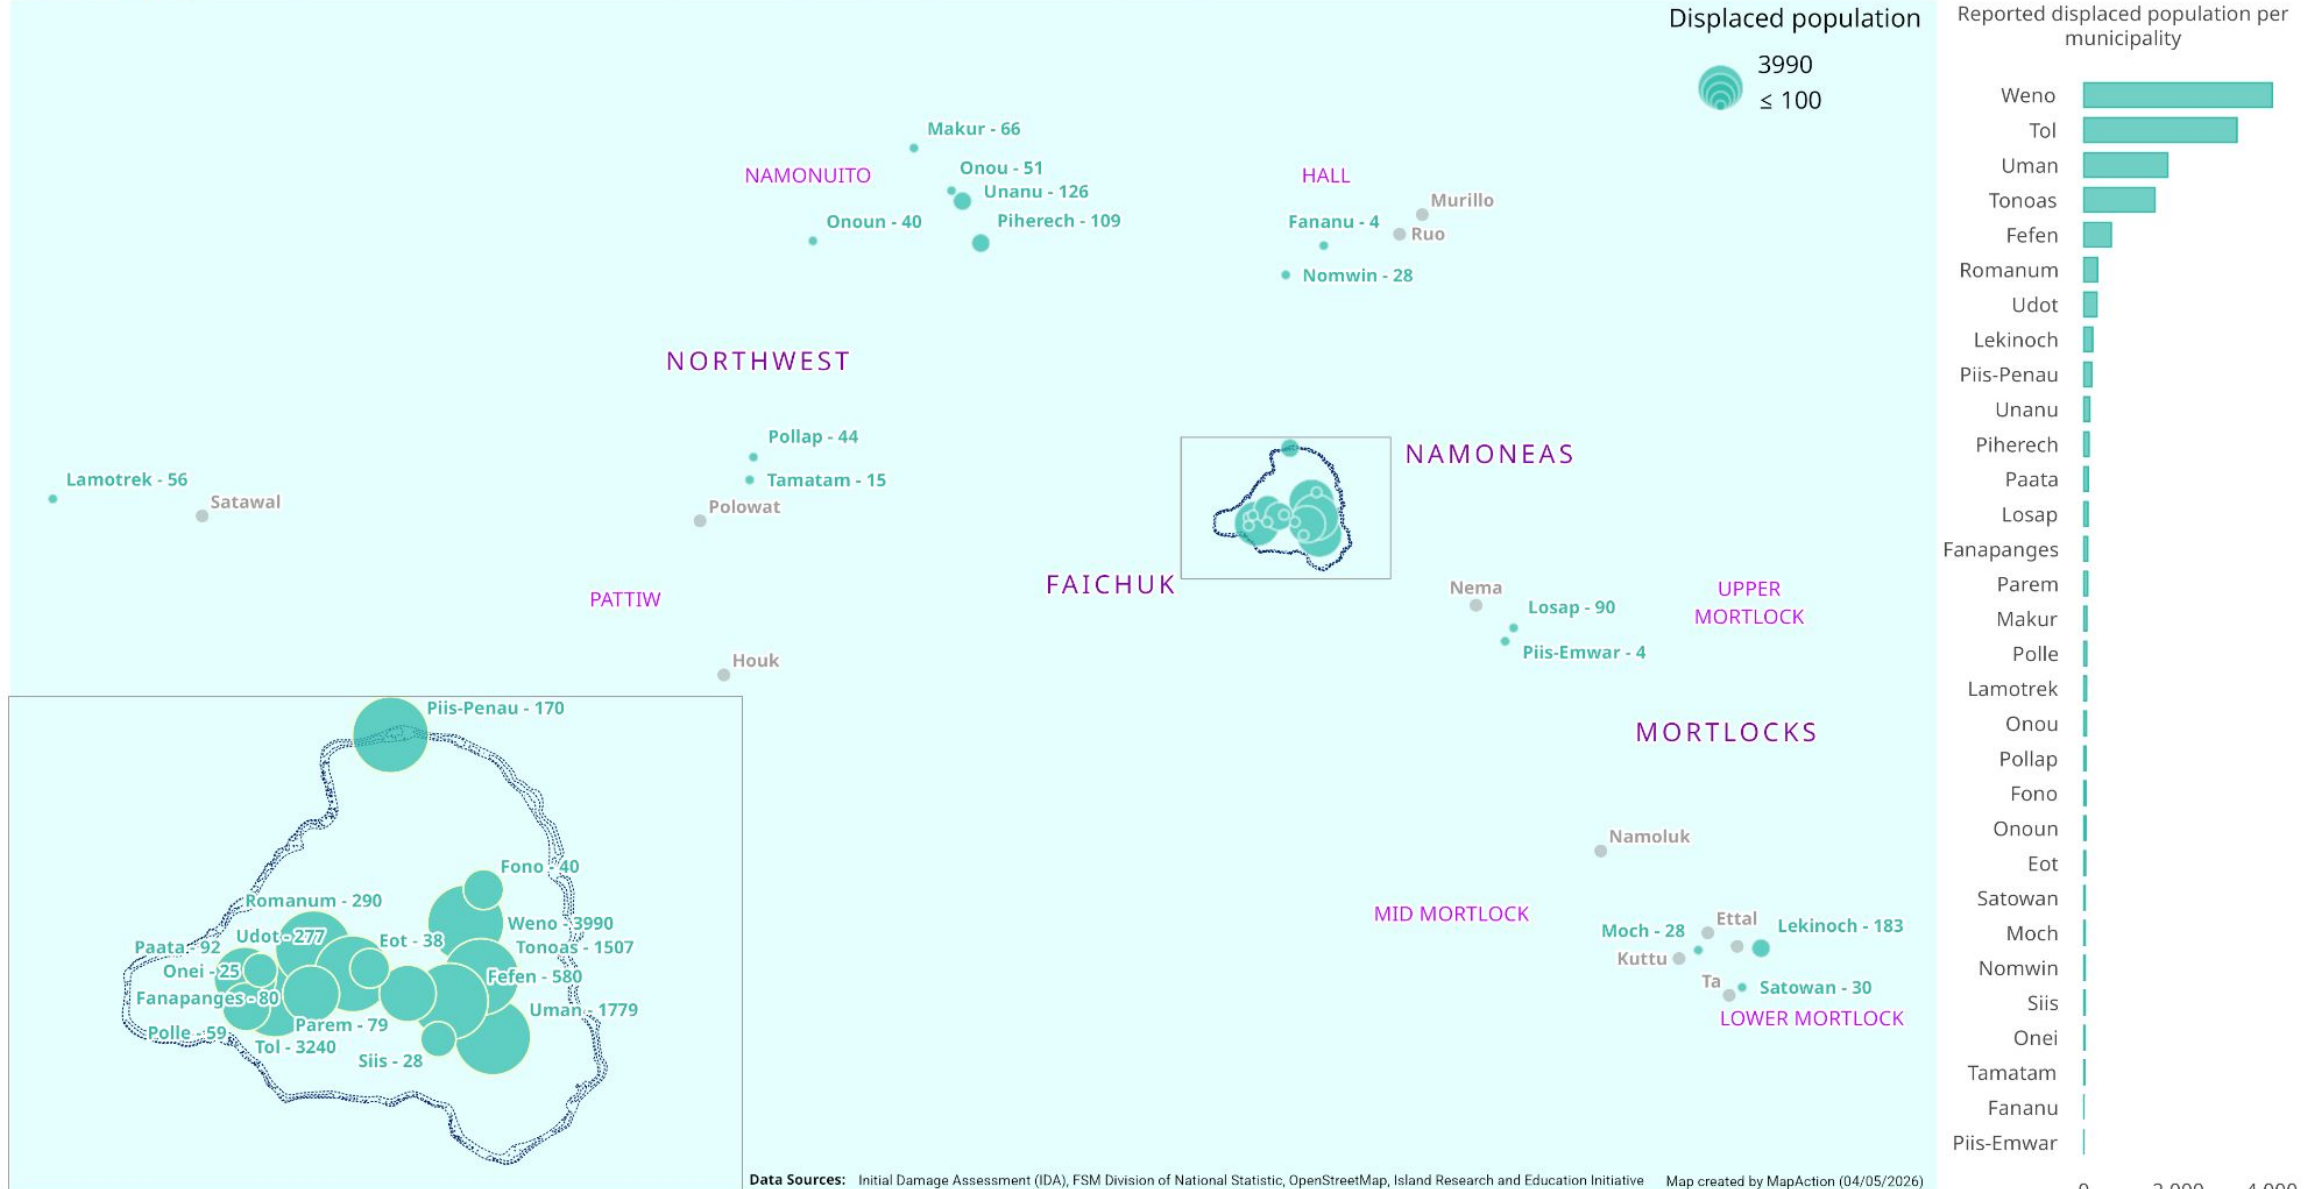 Displaced population
3990
≤ 100
Makur - 66
NAMONUITO
Onou - 51
Unanu - 126
Onoun - 40
Piherech - 109
HALL
Murillo
Fananu - 4
Ruo
Nomwin - 28
NORTHWEST
Pollap - 44
Lamotrek - 56
Tamatam - 15
Satawal
Polowat
NAMONEAS
FAICHUK
PATTIW
Nema
Losap - 90
UPPER
MORTLOCK
Piis-Emwar - 4
Houk
MORTLOCKS
Namoluk
MID MORTLOCK
Ettal
Moch - 28
Lekinoch - 183
Kuttu
Ta
Satowan - 30
LOWER MORTLOCK
Piis-Penau - 170
Fono - 40
Romanum - 290
Weno - 3990
Udot - 277
Eot - 38
Paata - 92
Tonoas - 1507
Onei - 25
Fefen - 580
Fanapanges - 80
Uman - 1779
Parem - 79
Polle - 59
Tol - 3240
Siis - 28
Data Sources: Initial Damage Assessment (IDA), FSM Division of National Statistic, OpenStreetMap, Island Research and Education Initiative
Map created by MapAction (04/05/2026)
Reported displaced population per
municipality
Weno
Tol
Uman
Tonoas
Fefen
Romanum
Udot
Lekinoch
Piis-Penau
Unanu
Piherech
Paata
Losap
Fanapanges
Parem
Makur
Polle
Lamotrek
Onou
Pollap
Fono
Onoun
Eot
Satowan
Moch
Nomwin
Siis
Onei
Tamatam
Fananu
Piis-Emwar
0 2,000 4,000